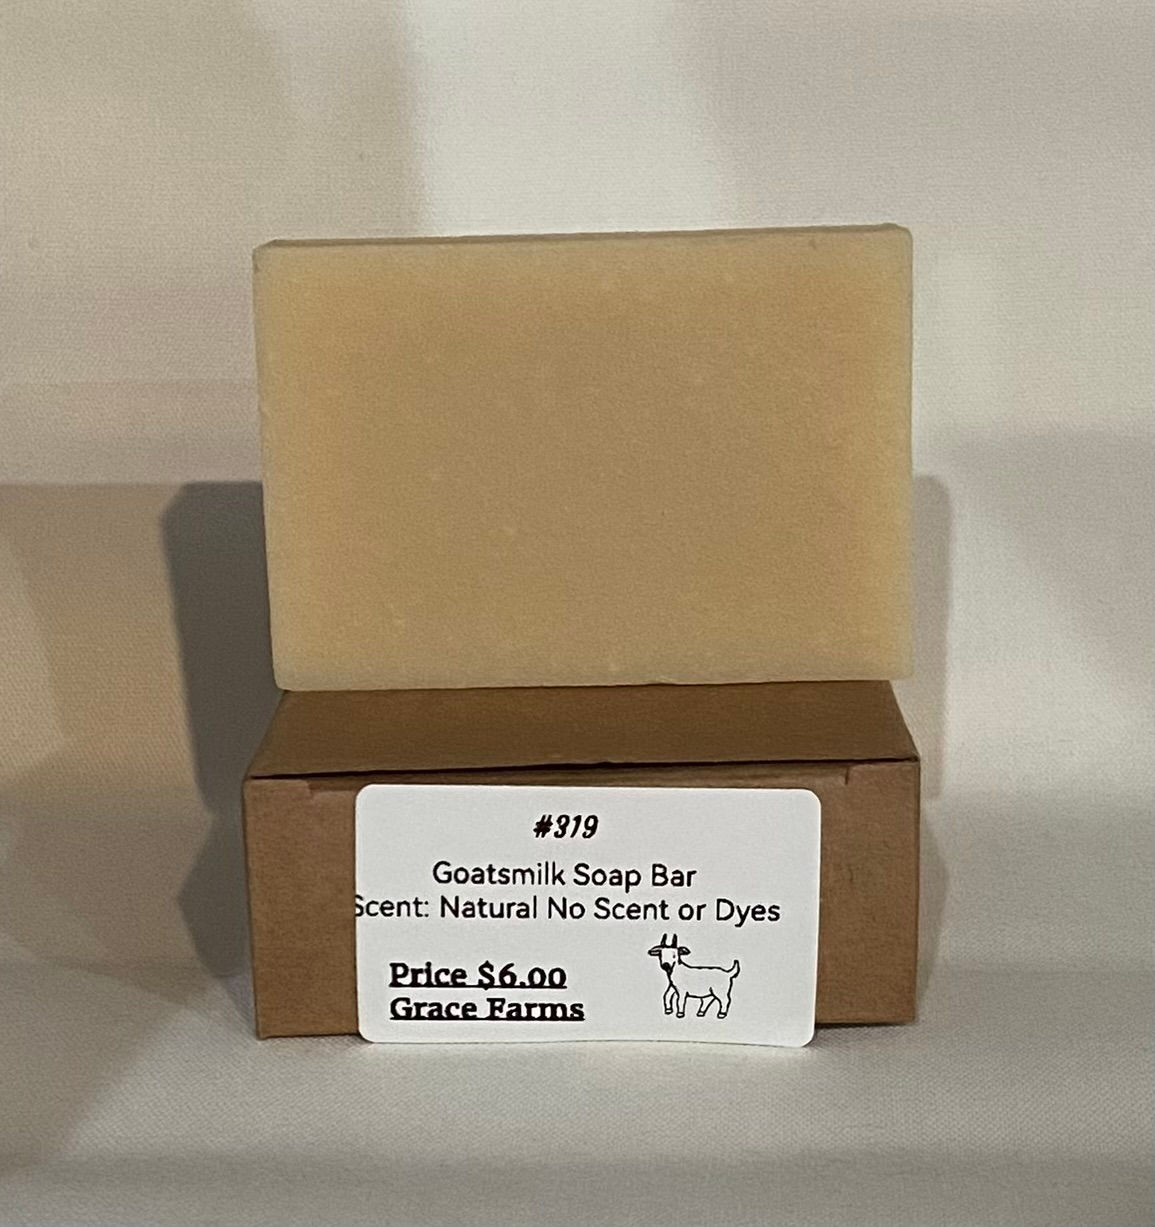 #319
Goatsmilk Soap Bar
Scent: Natural No Scent or Dyes
Price $6.00
Grace Farms